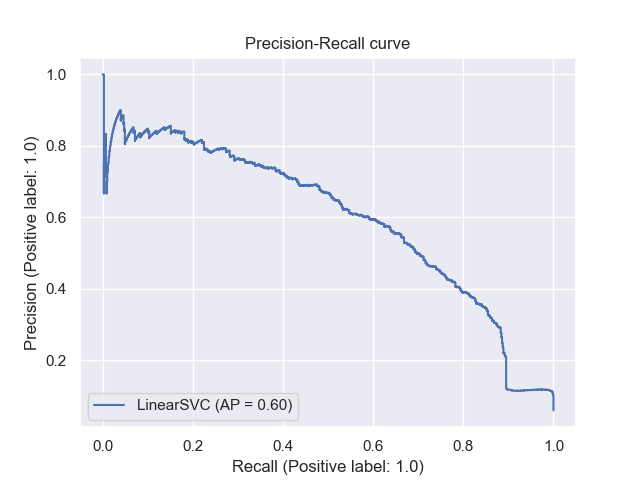 Precision-Recall curve
1.0
0.8
0.6
0.4
0.2
Precision (Positive label: 1.0)
LinearSVC (AP = 0.60)
0.0 0.2 0.4 0.6 0.8 1.0
Recall (Positive label: 1.0)